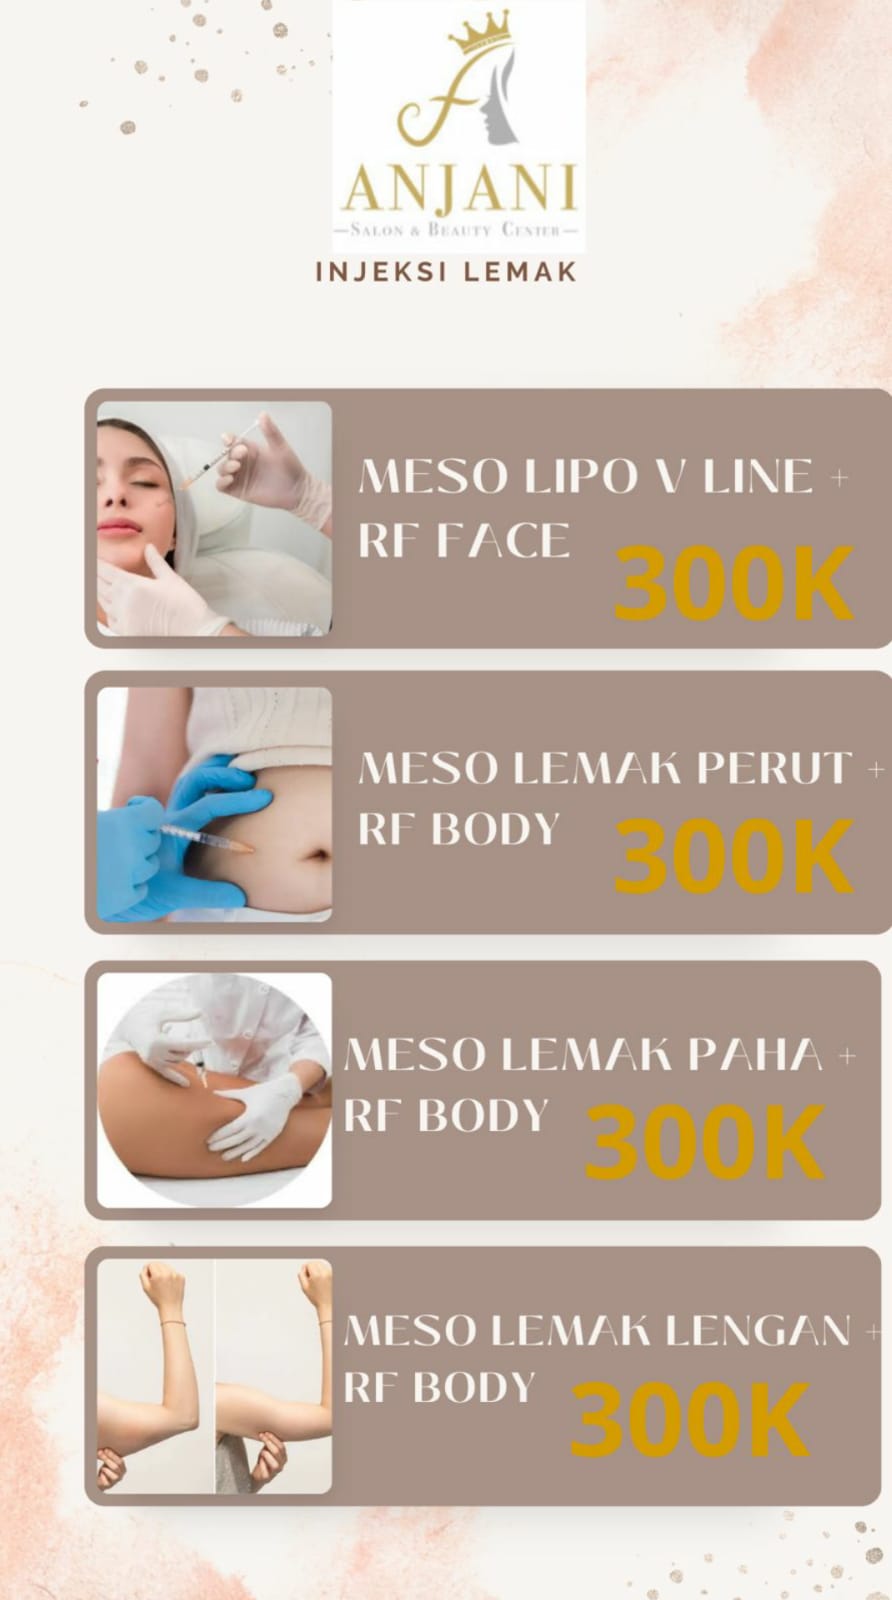 ANJANI
—SALON & BEAUTY CENTER—
INJEKSI LEMAK
MESO LIPO V LINE +
RF FACE
300K
MESO LEMAK PERUT +
RF BODY
300K
MESO LEMAK PAHA +
RF BODY
300K
MESO LEMAK LENGAN +
RF BODY
300K